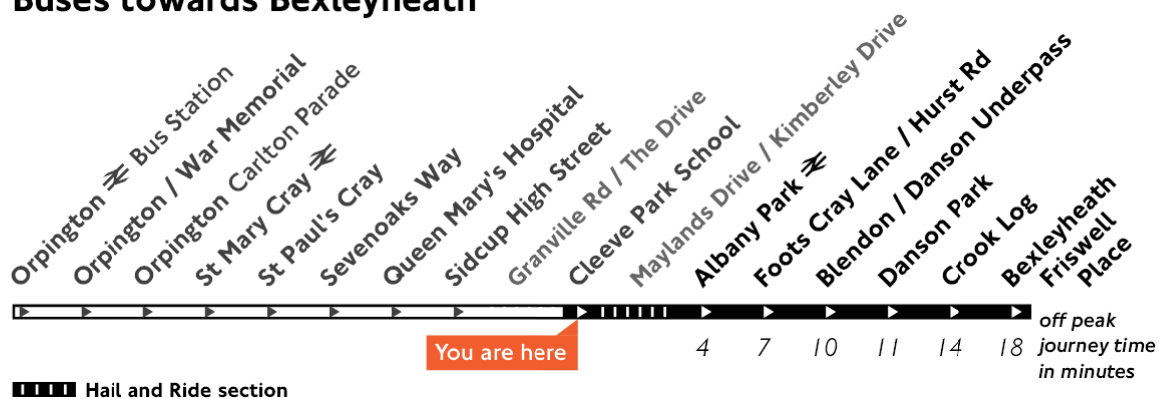 Buses towards Bexleyheath
Orpington Bus Station
Orpington / War Memorial
Orpington Carlton Parade
St Mary Cray
St Paul's Cray
Sevenoaks Way
Queen Mary's Hospital
Sidcup High Street
Granville Rd / The Drive
Cleeve Park School
Maylands Drive / Kimberley Drive
Albany Park
Foots Cray Lane / Hurst Rd
Blendon / Danson Underpass
Danson Park
Crook Log
Bexleyheath
Friswell
Place
You are here
4 7 10 11 14 18
off peak
journey time
in minutes
Hail and Ride section